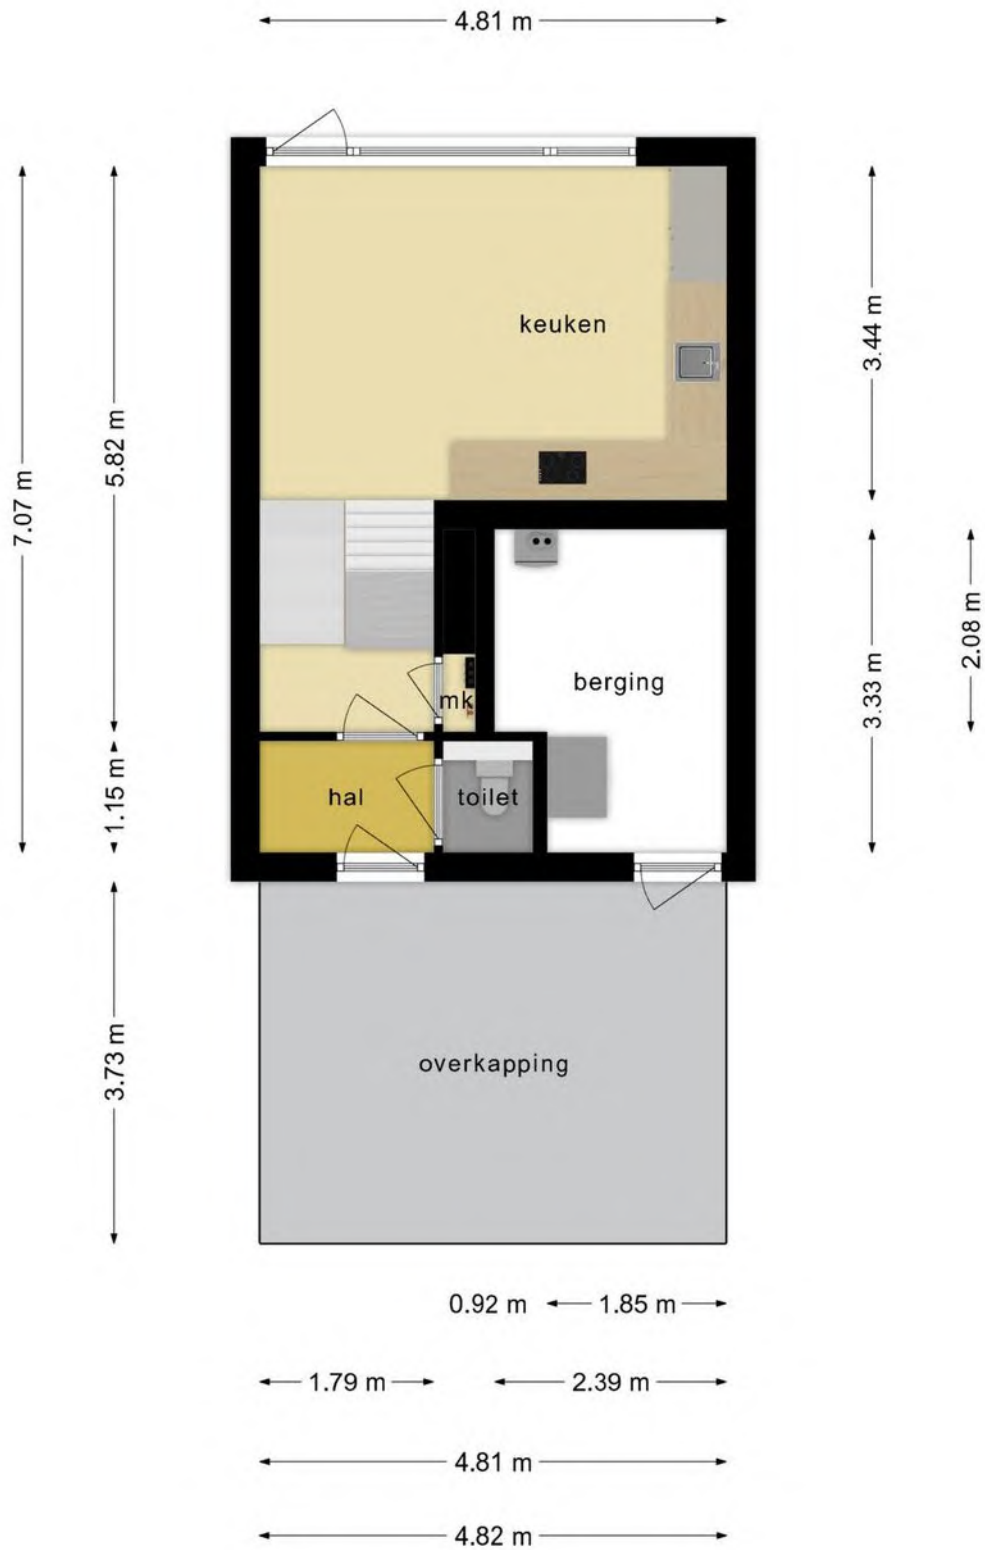 4.81 m
keuken
3.44 m
5.82 m
7.07 m
2.08 m
berging
3.33 m
mk
hal
toilet
1.15 m
overkapping
3.73 m
0.92 m
1.85 m
1.79 m
2.39 m
4.81 m
4.82 m